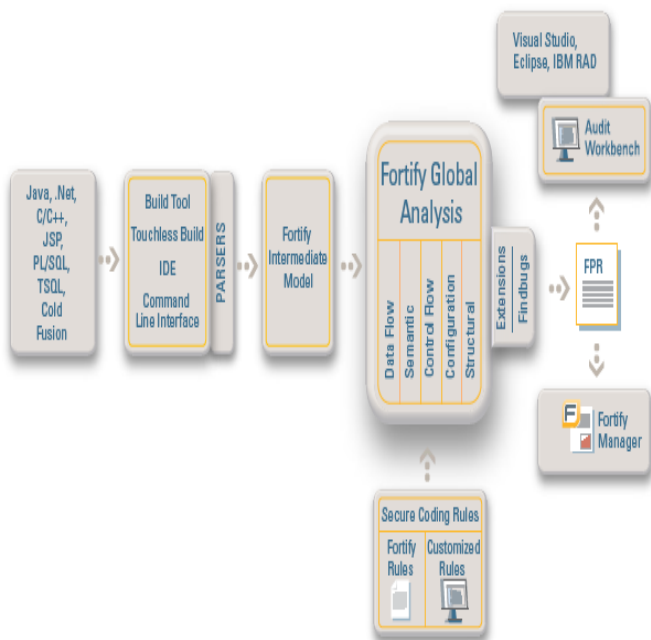 Visual Studio,
Eclipse, IBM RAD
Audit
Workbench
Java, .Net,
C/C++,
JSP,
PL/SQL,
TSQL,
Cold
Fusion
Build Tool
Touchless Build
IDE
Command
Line Interface
PARSERS
Fortify
Intermediate
Model
Fortify Global
Analysis
Data Flow
Semantic
Control Flow
Configuration
Structural
Extensions
Findbugs
FPR
F
Fortify
Manager
Secure Coding Rules
Fortify
Rules
Customized
Rules